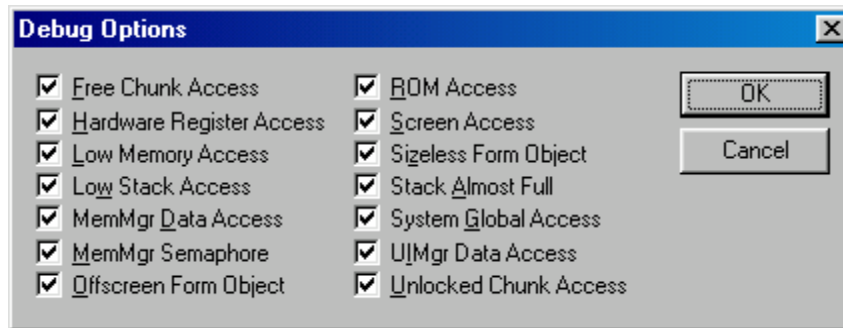 Debug Options
Free Chunk Access
Hardware Register Access
Low Memory Access
Low Stack Access
MemMgr Data Access
MemMgr Semaphore
Offscreen Form Object
ROM Access
Screen Access
Sizeless Form Object
Stack Almost Full
System Global Access
UIMgr Data Access
Unlocked Chunk Access
OK
Cancel